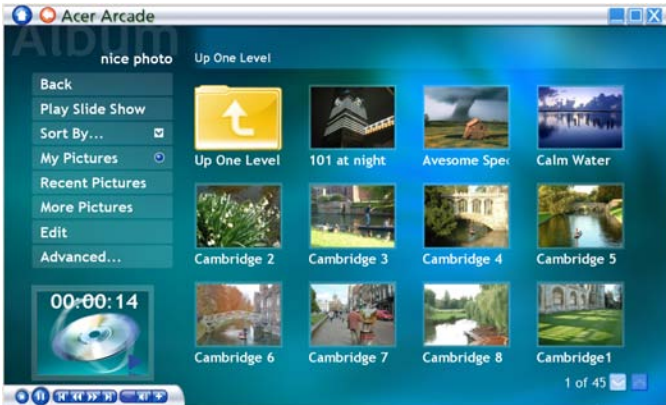 Acer Arcade
Album
nice photo
Up One Level
Back
Play Slide Show
Sort By...
My Pictures
Recent Pictures
More Pictures
Edit
Advanced...
00:00:14
Up One Level
101 at night
Avesome Spec
Calm Water
Cambridge 2
Cambridge 3
Cambridge 4
Cambridge 5
Cambridge 6
Cambridge 7
Cambridge 8
Cambridge1
1 of 45